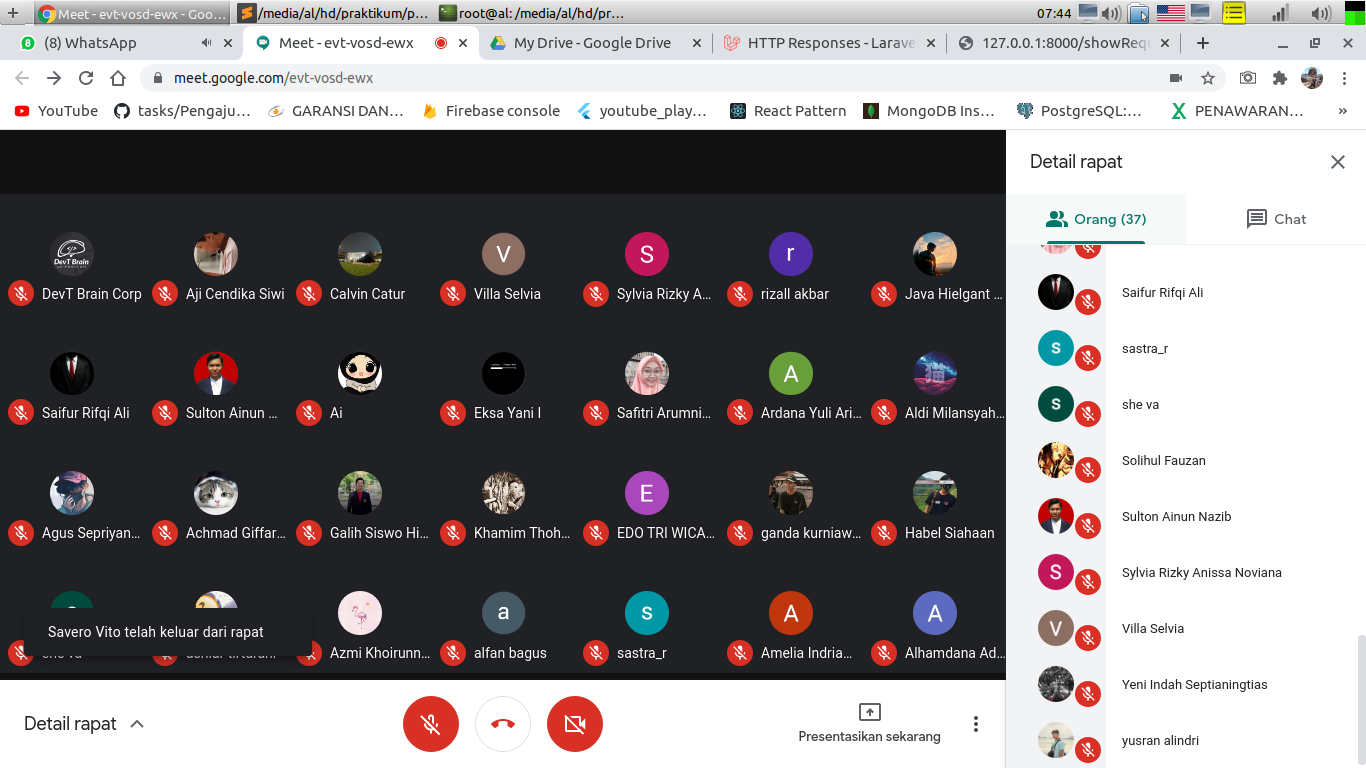 Meet - evt-vosd-ewx - Goo…
/media/al/hd/praktikum/p…
root@al: /media/al/hd/pr…
07:44
(8) WhatsApp
Meet - evt-vosd-ewx
My Drive - Google Drive
HTTP Responses - Larave
127.0.0.1:8000/showReq
meet.google.com/evt-vosd-ewx
YouTube
tasks/Pengaju…
GARANSI DAN…
Firebase console
youtube_play…
React Pattern
MongoDB Ins…
PostgreSQL:…
PENAWARAN…
»
Detail rapat
Orang (37)
Chat
DevT Brain
DevT Brain Corp
Aji Cendika Siwi
Calvin Catur
V
Villa Selvia
S
Sylvia Rizky A…
r
rizall akbar
Java Hielgant …
Saifur Rifqi Ali
Sulton Ainun …
Ai
Eksa Yani I
Safitri Arumni…
A
Ardana Yuli Ari…
猫
Aldi Milansyah…
Agus Sepriyan…
Achmad Giffar…
Galih Siswo Hi…
Khamim Thoh…
E
EDO TRI WICA…
ganda kurniaw…
Habel Siahaan
Savero Vito telah keluar dari rapat
Azmi Khoirunn…
a
alfan bagus
s
sastra_r
A
Amelia Indria…
A
Alhamdana Ad…
Saifur Rifqi Ali
s
sastra_r
s
she va
Solihul Fauzan
Sulton Ainun Nazib
S
Sylvia Rizky Anissa Noviana
V
Villa Selvia
Yeni Indah Septianingtias
yusran alindri
Detail rapat
Presentasikan sekarang